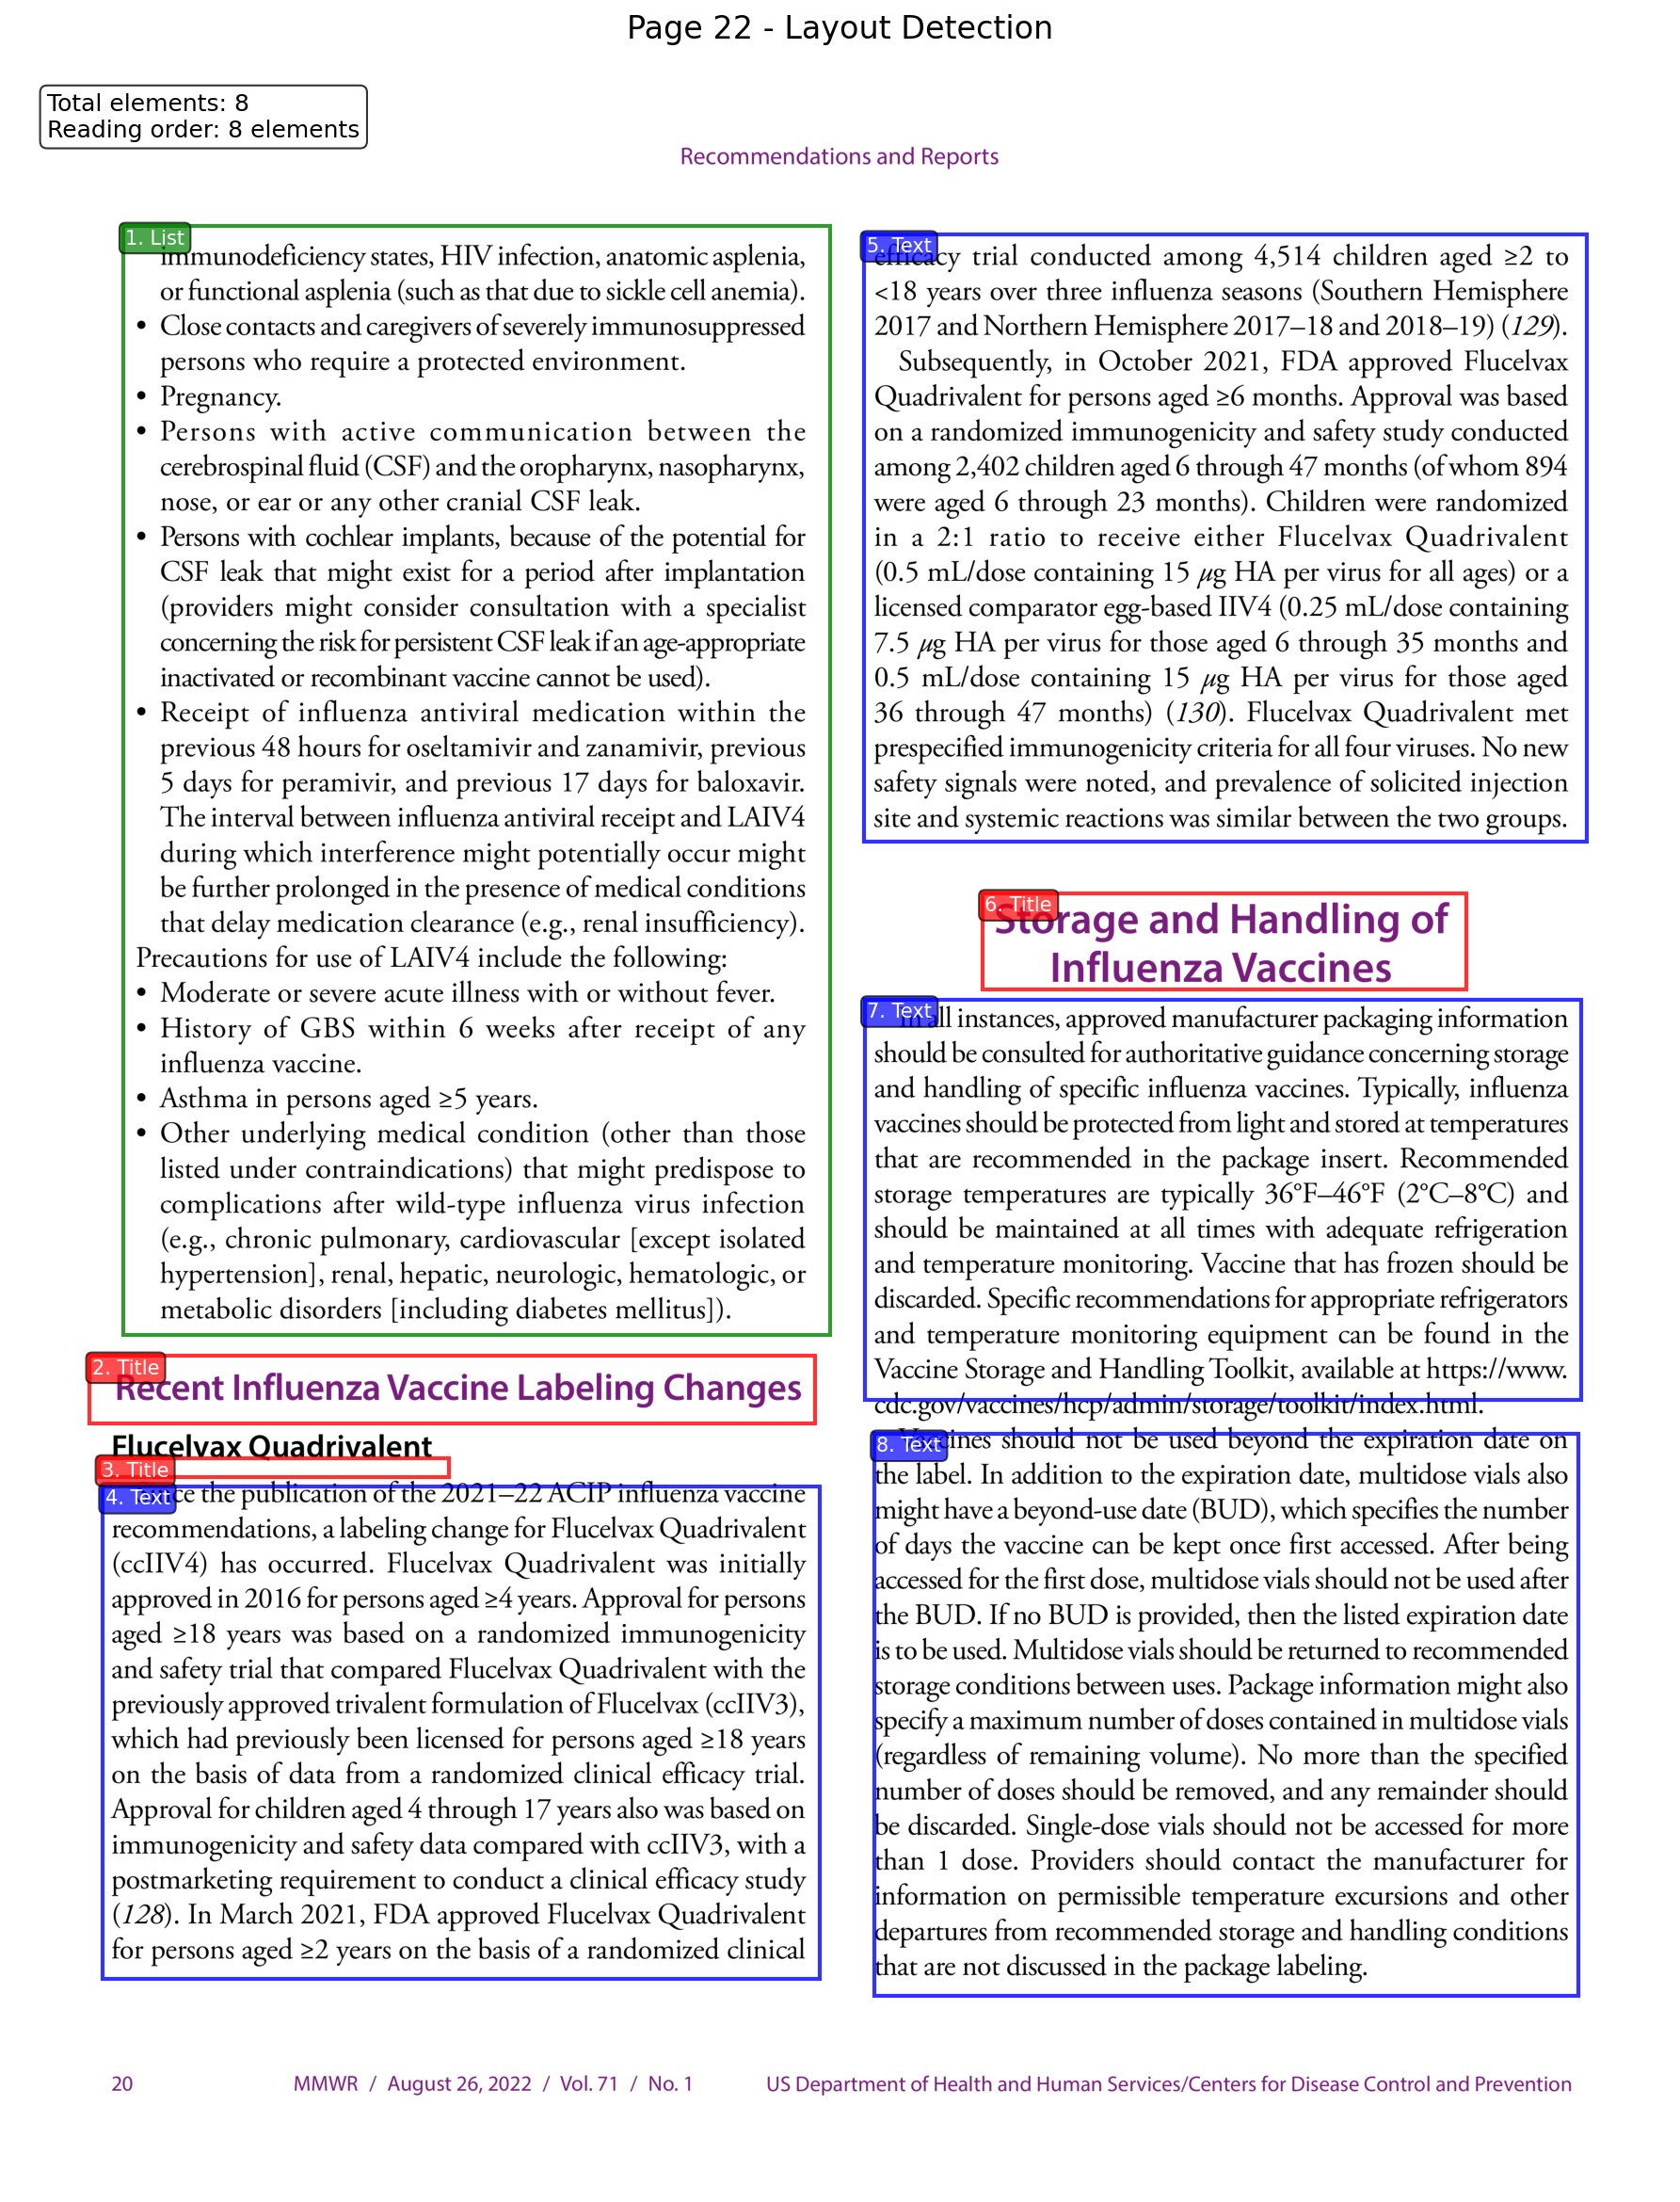 Page 22 - Layout Detection
Total elements: 8
Reading order: 8 elements
Recommendations and Reports
1. List
immunodeficiency states, HIV infection, anatomic asplenia,
or functional asplenia (such as that due to sickle cell anemia).
• Close contacts and caregivers of severely immunosuppressed
persons who require a protected environment.
• Pregnancy.
• Persons with active communication between the
cerebrospinal fluid (CSF) and the oropharynx, nasopharynx,
nose, or ear or any other cranial CSF leak.
• Persons with cochlear implants, because of the potential for
CSF leak that might exist for a period after implantation
(providers might consider consultation with a specialist
concerning the risk for persistent CSF leak if an age-appropriate
inactivated or recombinant vaccine cannot be used).
• Receipt of influenza antiviral medication within the
previous 48 hours for oseltamivir and zanamivir, previous
5 days for peramivir, and previous 17 days for baloxavir.
The interval between influenza antiviral receipt and LAIV4
during which interference might potentially occur might
be further prolonged in the presence of medical conditions
that delay medication clearance (e.g., renal insufficiency).
Precautions for use of LAIV4 include the following:
• Moderate or severe acute illness with or without fever.
• History of GBS within 6 weeks after receipt of any
influenza vaccine.
• Asthma in persons aged ≥5 years.
• Other underlying medical condition (other than those
listed under contraindications) that might predispose to
complications after wild-type influenza virus infection
(e.g., chronic pulmonary, cardiovascular [except isolated
hypertension], renal, hepatic, neurologic, hematologic, or
metabolic disorders [including diabetes mellitus]).
2. Title
Recent Influenza Vaccine Labeling Changes
Flucelvax Quadrivalent
3. Title
4. Text
the publication of the 2021–22 ACIP influenza vaccine
recommendations, a labeling change for Flucelvax Quadrivalent
(ccIIV4) has occurred. Flucelvax Quadrivalent was initially
approved in 2016 for persons aged ≥4 years. Approval for persons
aged ≥18 years was based on a randomized immunogenicity
and safety trial that compared Flucelvax Quadrivalent with the
previously approved trivalent formulation of Flucelvax (ccIIV3),
which had previously been licensed for persons aged ≥18 years
on the basis of data from a randomized clinical efficacy trial.
Approval for children aged 4 through 17 years also was based on
immunogenicity and safety data compared with ccIIV3, with a
postmarketing requirement to conduct a clinical efficacy study
(128). In March 2021, FDA approved Flucelvax Quadrivalent
for persons aged ≥2 years on the basis of a randomized clinical
5. Text
efficacy trial conducted among 4,514 children aged ≥2 to
<18 years over three influenza seasons (Southern Hemisphere
2017 and Northern Hemisphere 2017–18 and 2018–19) (129).
Subsequently, in October 2021, FDA approved Flucelvax
Quadrivalent for persons aged ≥6 months. Approval was based
on a randomized immunogenicity and safety study conducted
among 2,402 children aged 6 through 47 months (of whom 894
were aged 6 through 23 months). Children were randomized
in a 2:1 ratio to receive either Flucelvax Quadrivalent
(0.5 mL/dose containing 15 µg HA per virus for all ages) or a
licensed comparator egg-based IIV4 (0.25 mL/dose containing
7.5 µg HA per virus for those aged 6 through 35 months and
0.5 mL/dose containing 15 µg HA per virus for those aged
36 through 47 months) (130). Flucelvax Quadrivalent met
prespecified immunogenicity criteria for all four viruses. No new
safety signals were noted, and prevalence of solicited injection
site and systemic reactions was similar between the two groups.
6. Title
Storage and Handling of
Influenza Vaccines
7. Text
In all instances, approved manufacturer packaging information
should be consulted for authoritative guidance concerning storage
and handling of specific influenza vaccines. Typically, influenza
vaccines should be protected from light and stored at temperatures
that are recommended in the package insert. Recommended
storage temperatures are typically 36°F–46°F (2°C–8°C) and
should be maintained at all times with adequate refrigeration
and temperature monitoring. Vaccine that has frozen should be
discarded. Specific recommendations for appropriate refrigerators
and temperature monitoring equipment can be found in the
Vaccine Storage and Handling Toolkit, available at https://www.
cdc.gov/vaccines/hcp/admin/storage/toolkit/index.html.
8. Text
Vaccines should not be used beyond the expiration date on
the label. In addition to the expiration date, multidose vials also
might have a beyond-use date (BUD), which specifies the number
of days the vaccine can be kept once first accessed. After being
accessed for the first dose, multidose vials should not be used after
the BUD. If no BUD is provided, then the listed expiration date
is to be used. Multidose vials should be returned to recommended
storage conditions between uses. Package information might also
specify a maximum number of doses contained in multidose vials
(regardless of remaining volume). No more than the specified
number of doses should be removed, and any remainder should
be discarded. Single-dose vials should not be accessed for more
than 1 dose. Providers should contact the manufacturer for
information on permissible temperature excursions and other
departures from recommended storage and handling conditions
that are not discussed in the package labeling.
20 MMWR / August 26, 2022 / Vol. 71 / No. 1 US Department of Health and Human Services/Centers for Disease Control and Prevention